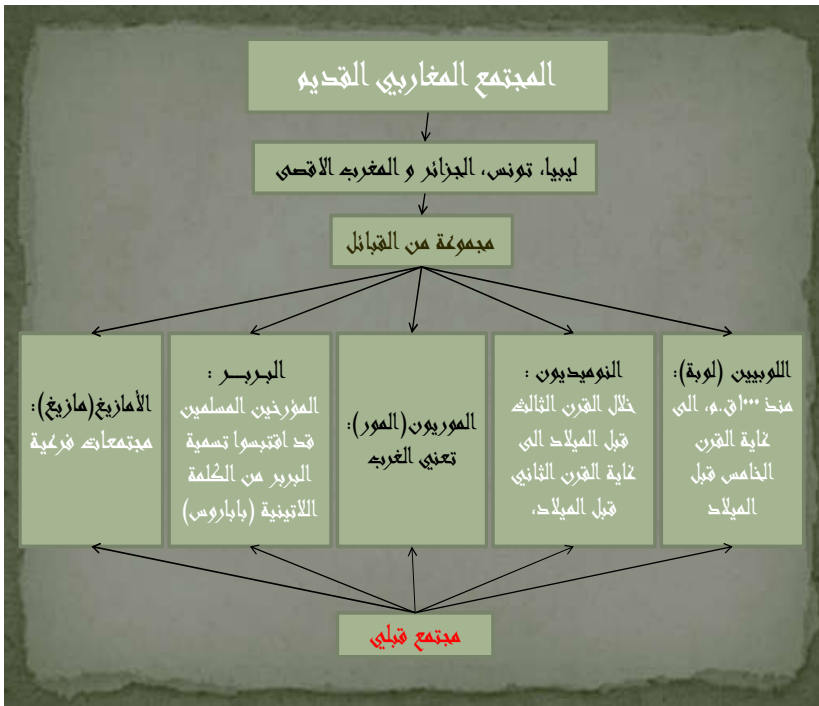 المجتمع المغاربي القديم
ليبيا، تونس، الجزائر و المغرب الاقصى
مجموعة من القبائل
اللوبيين (لوبة):
منذ ١٠٠٠ق.م، الى
غاية القرن
الخامس قبل
الميلاد
النوميديون :
خلال القرن الثالث
قبل الميلاد الى
غاية القرن الثاني
قبل الميلاد،
الموريون(المور):
تعني الغرب
البربــر :
المؤرخين المسلمين
قد اقتبسوا تسمية
البربر من الكلمة
اللاتينية (باباروس)
الأمازيغ(مازيغ):
مجتمعات فرعية
مجتمع قبلي